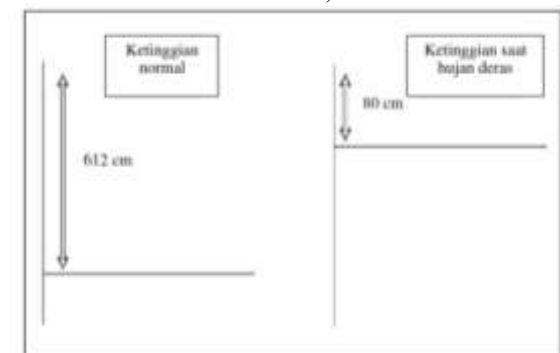 Ketinggian
normal
Ketinggian saat
hujan deras
80 cm
612 cm